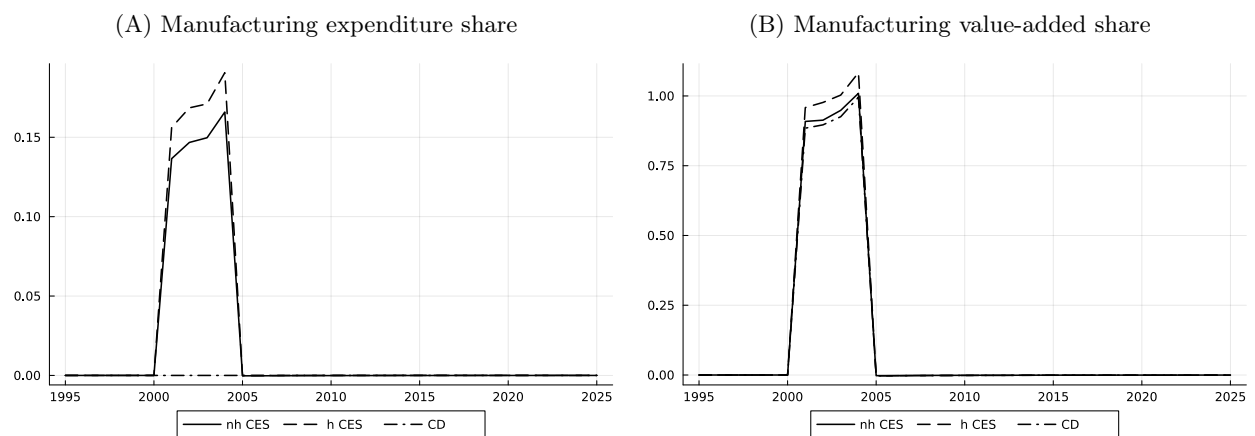 (A) Manufacturing expenditure share
0.15
0.10
0.05
0.00
1995 2000 2005 2010 2015 2020 2025
nh CES h CES CD
(B) Manufacturing value-added share
1.00
0.75
0.50
0.25
0.00
1995 2000 2005 2010 2015 2020 2025
nh CES h CES CD